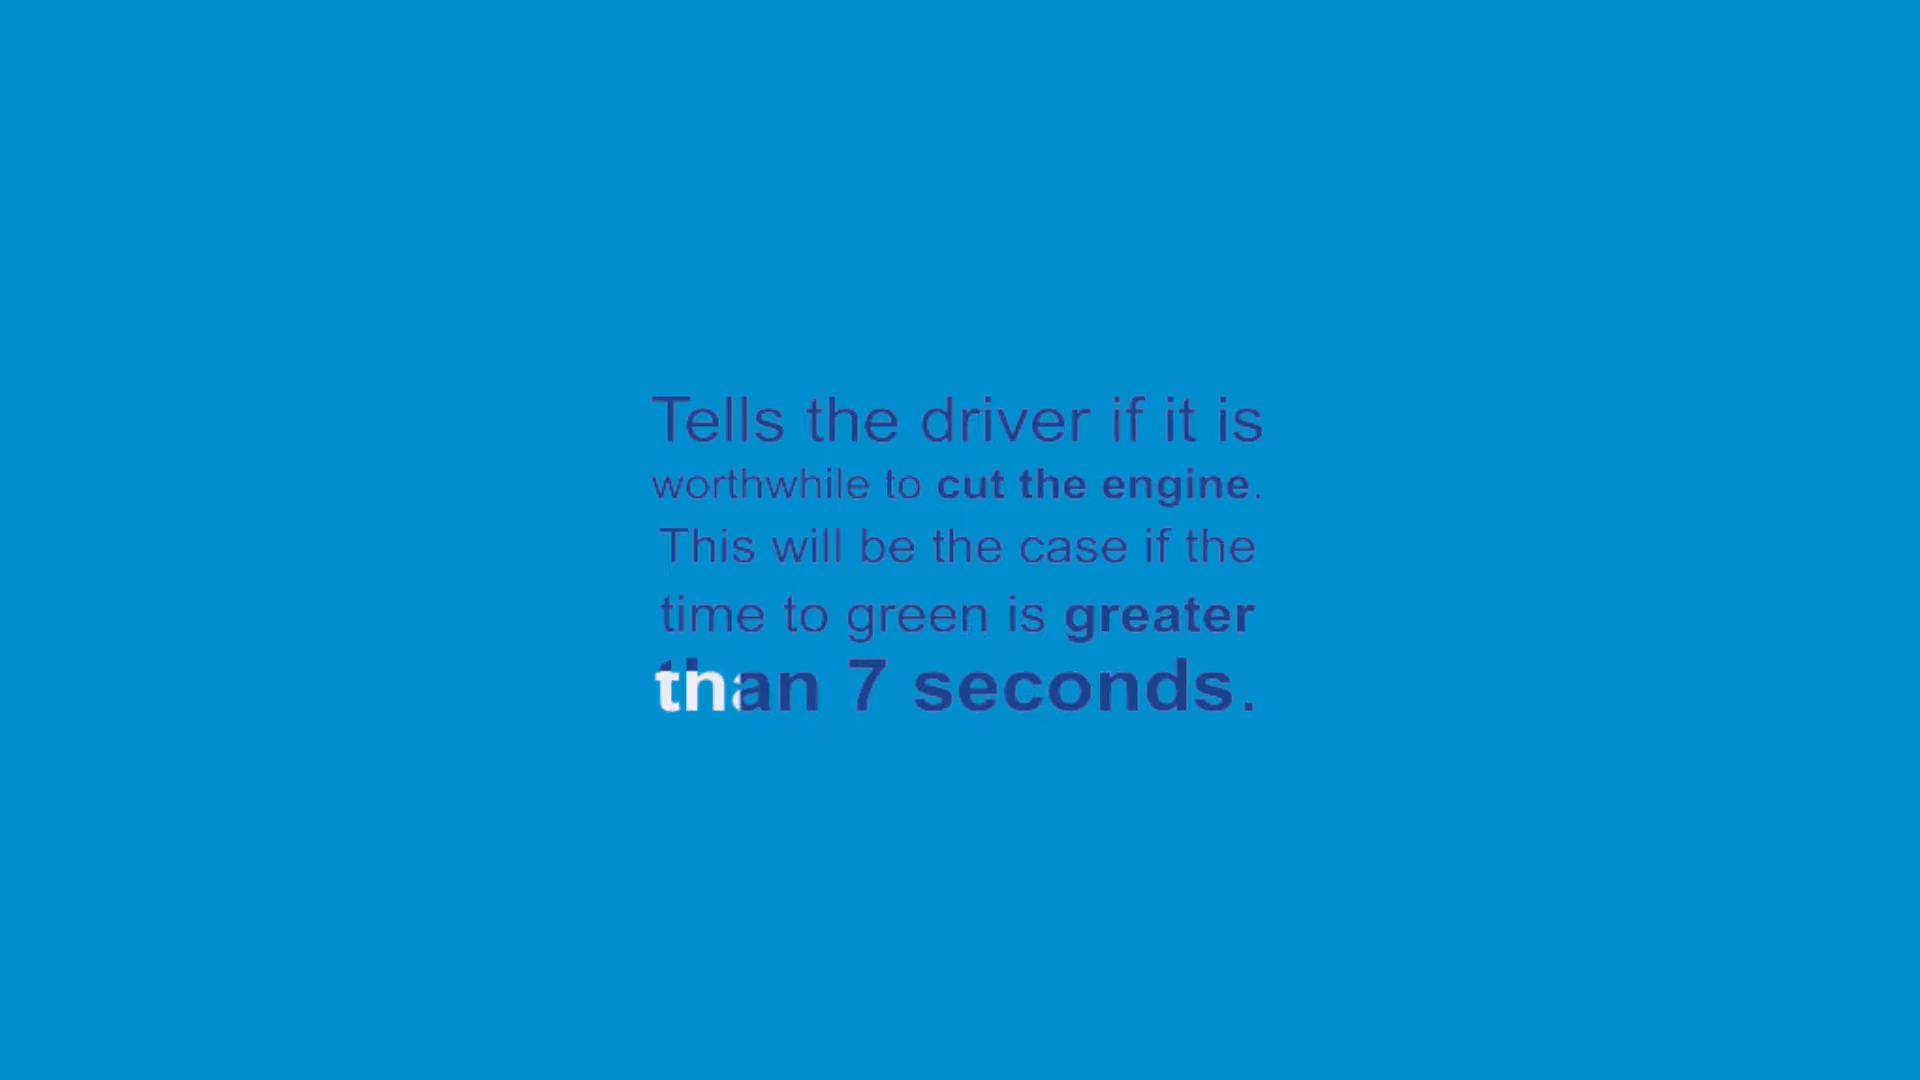 Tells the driver if it is
worthwhile to cut the engine.
This will be the case if the
time to green is greater
than 7 seconds.